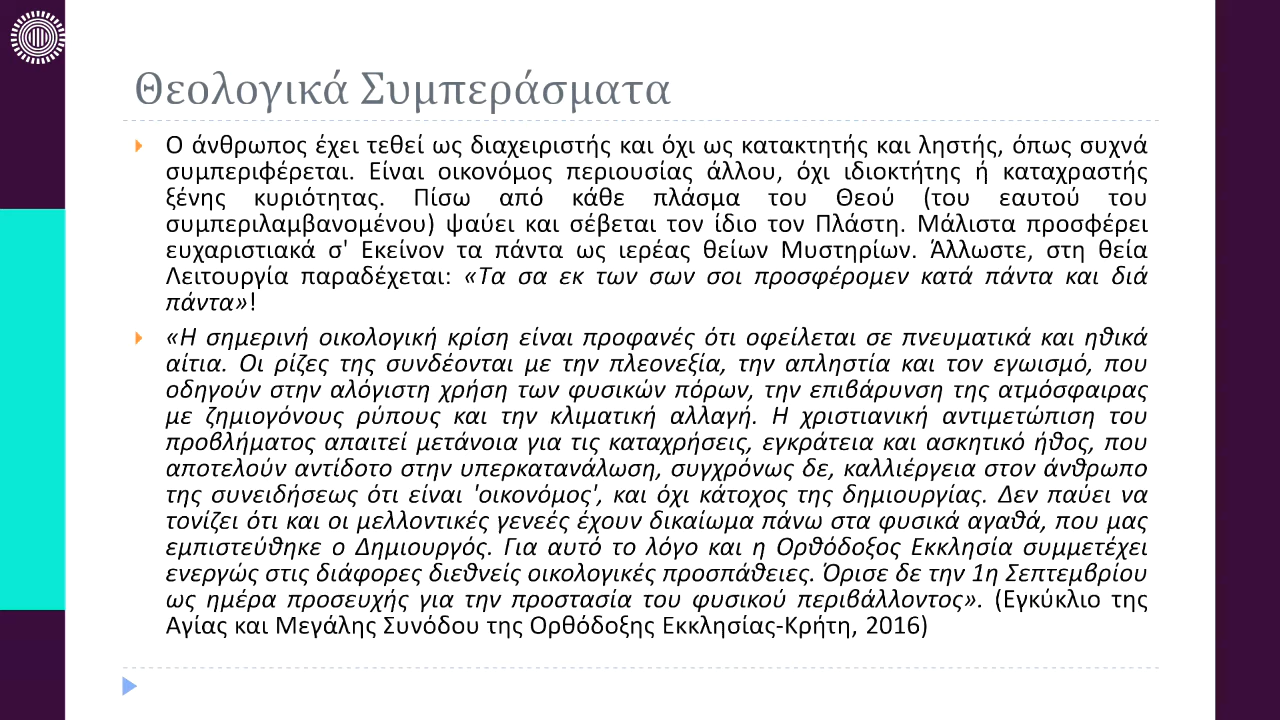 Θεολογικά Συμπεράσματα
Ο άνθρωπος έχει τεθεί ως διαχειριστής και όχι ως κατακτητής και ληστής, όπως συχνά
συμπεριφέρεται. Είναι οικονόμος περιουσίας άλλου, όχι ιδιοκτήτης ή καταχραστής
ξένης κυριότητας. Πίσω από κάθε πλάσμα του Θεού (του εαυτού του
συμπεριλαμβανομένου) ψαύει και σέβεται τον ίδιο τον Πλάστη. Μάλιστα προσφέρει
ευχαριστιακά σ' Εκείνον τα πάντα ως ιερέας θείων Μυστηρίων. Άλλωστε, στη θεία
Λειτουργία παραδέχεται: «Τα σα εκ των σων σοι προσφέρομεν κατά πάντα και διά
πάντα»!
«Η σημερινή οικολογική κρίση είναι προφανές ότι οφείλεται σε πνευματικά και ηθικά
αίτια. Οι ρίζες της συνδέονται με την πλεονεξία, την απληστία και τον εγωισμό, που
οδηγούν στην αλόγιστη χρήση των φυσικών πόρων, την επιβάρυνση της ατμόσφαιρας
με ζημιογόνους ρύπους και την κλιματική αλλαγή. Η χριστιανική αντιμετώπιση του
προβλήματος απαιτεί μετάνοια για τις καταχρήσεις, εγκράτεια και ασκητικό ήθος, που
αποτελούν αντίδοτο στην υπερκατανάλωση, συγχρόνως δε, καλλιέργεια στον άνθρωπο
της συνειδήσεως ότι είναι 'οικονόμος', και όχι κάτοχος της δημιουργίας. Δεν παύει να
τονίζει ότι και οι μελλοντικές γενεές έχουν δικαίωμα πάνω στα φυσικά αγαθά, που μας
εμπιστεύθηκε ο Δημιουργός. Για αυτό το λόγο και η Ορθόδοξος Εκκλησία συμμετέχει
ενεργώς στις διάφορες διεθνείς οικολογικές προσπάθειες. Όρισε δε την 1η Σεπτεμβρίου
ως ημέρα προσευχής για την προστασία του φυσικού περιβάλλοντος». (Εγκύκλιο της
Αγίας και Μεγάλης Συνόδου της Ορθόδοξης Εκκλησίας-Κρήτη, 2016)